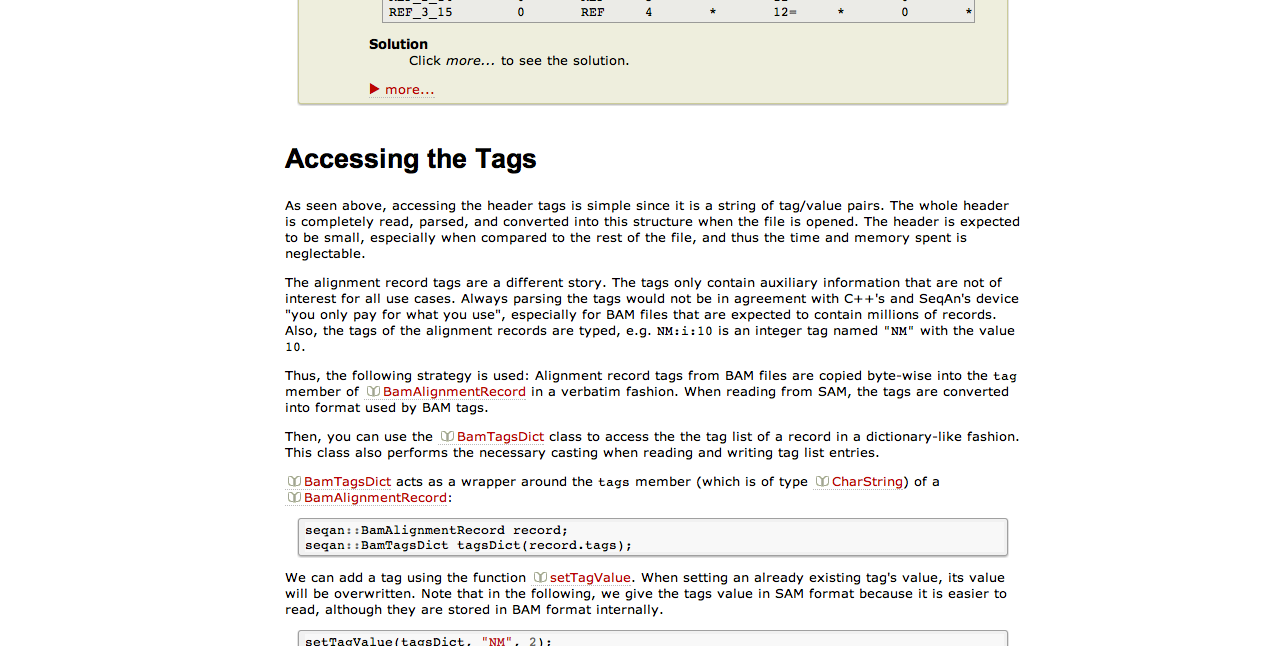 REF_3_15 0 REF 4 * 12= * 0 *
Solution
Click more... to see the solution.
more...
Accessing the Tags
As seen above, accessing the header tags is simple since it is a string of tag/value pairs. The whole header
is completely read, parsed, and converted into this structure when the file is opened. The header is expected
to be small, especially when compared to the rest of the file, and thus the time and memory spent is
neglectable.
The alignment record tags are a different story. The tags only contain auxiliary information that are not of
interest for all use cases. Always parsing the tags would not be in agreement with C++'s and SeqAn's device
"you only pay for what you use", especially for BAM files that are expected to contain millions of records.
Also, the tags of the alignment records are typed, e.g. NM:i:10 is an integer tag named "NM" with the value
10.
Thus, the following strategy is used: Alignment record tags from BAM files are copied byte-wise into the tag
member of BamAlignmentRecord in a verbatim fashion. When reading from SAM, the tags are converted
into format used by BAM tags.
Then, you can use the BamTagsDict class to access the the tag list of a record in a dictionary-like fashion.
This class also performs the necessary casting when reading and writing tag list entries.
BamTagsDict acts as a wrapper around the tags member (which is of type CharString) of a
BamAlignmentRecord:
seqan::BamAlignmentRecord record;
seqan::BamTagsDict tagsDict(record.tags);
We can add a tag using the function setTagValue. When setting an already existing tag's value, its value
will be overwritten. Note that in the following, we give the tags value in SAM format because it is easier to
read, although they are stored in BAM format internally.
setTagValue(tagsDict, "NM", 2);